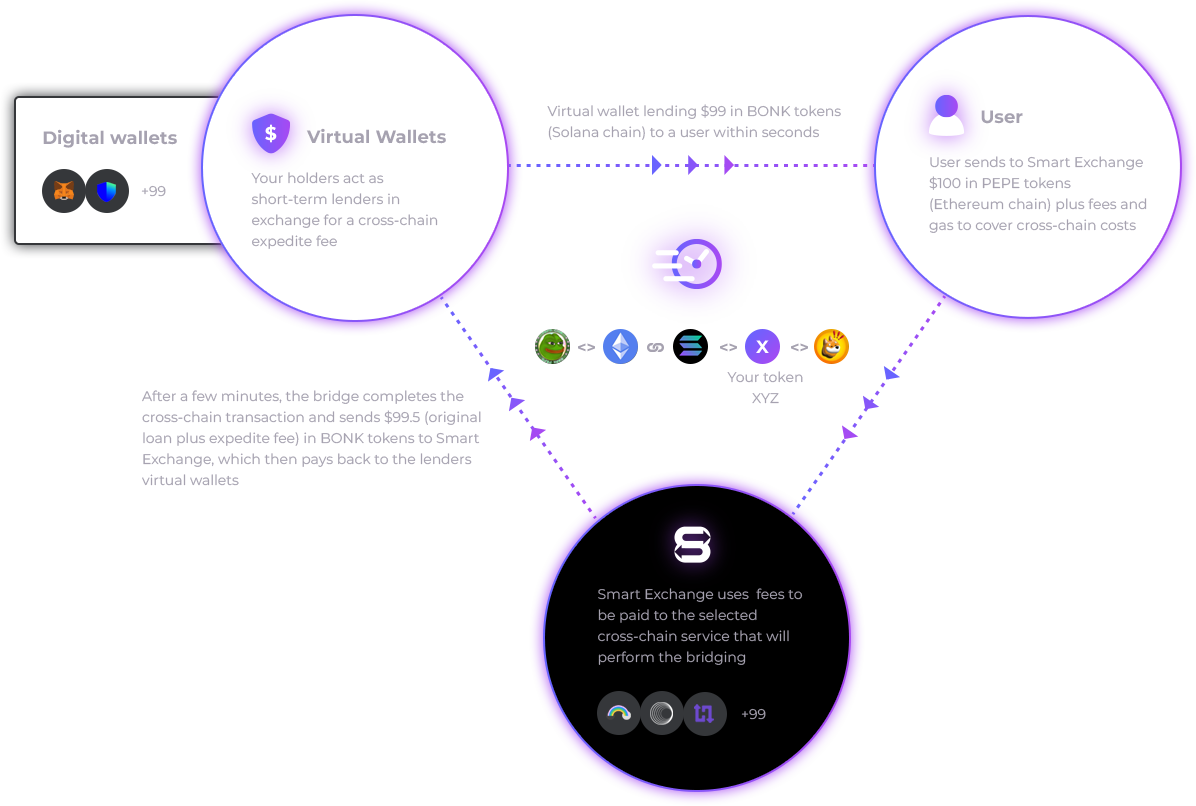 Digital wallets
+99
$
Virtual Wallets
Your holders act as
short-term lenders in
exchange for a cross-chain
expedite fee
Virtual wallet lending $99 in BONK tokens
(Solana chain) to a user within seconds
User
User sends to Smart Exchange
$100 in PEPE tokens
(Ethereum chain) plus fees and
gas to cover cross-chain costs
<> <> X <>
Your token
XYZ
After a few minutes, the bridge completes the
cross-chain transaction and sends $99.5 (original
loan plus expedite fee) in BONK tokens to Smart
Exchange, which then pays back to the lenders
virtual wallets
S
Smart Exchange uses fees to
be paid to the selected
cross-chain service that will
perform the bridging
+99